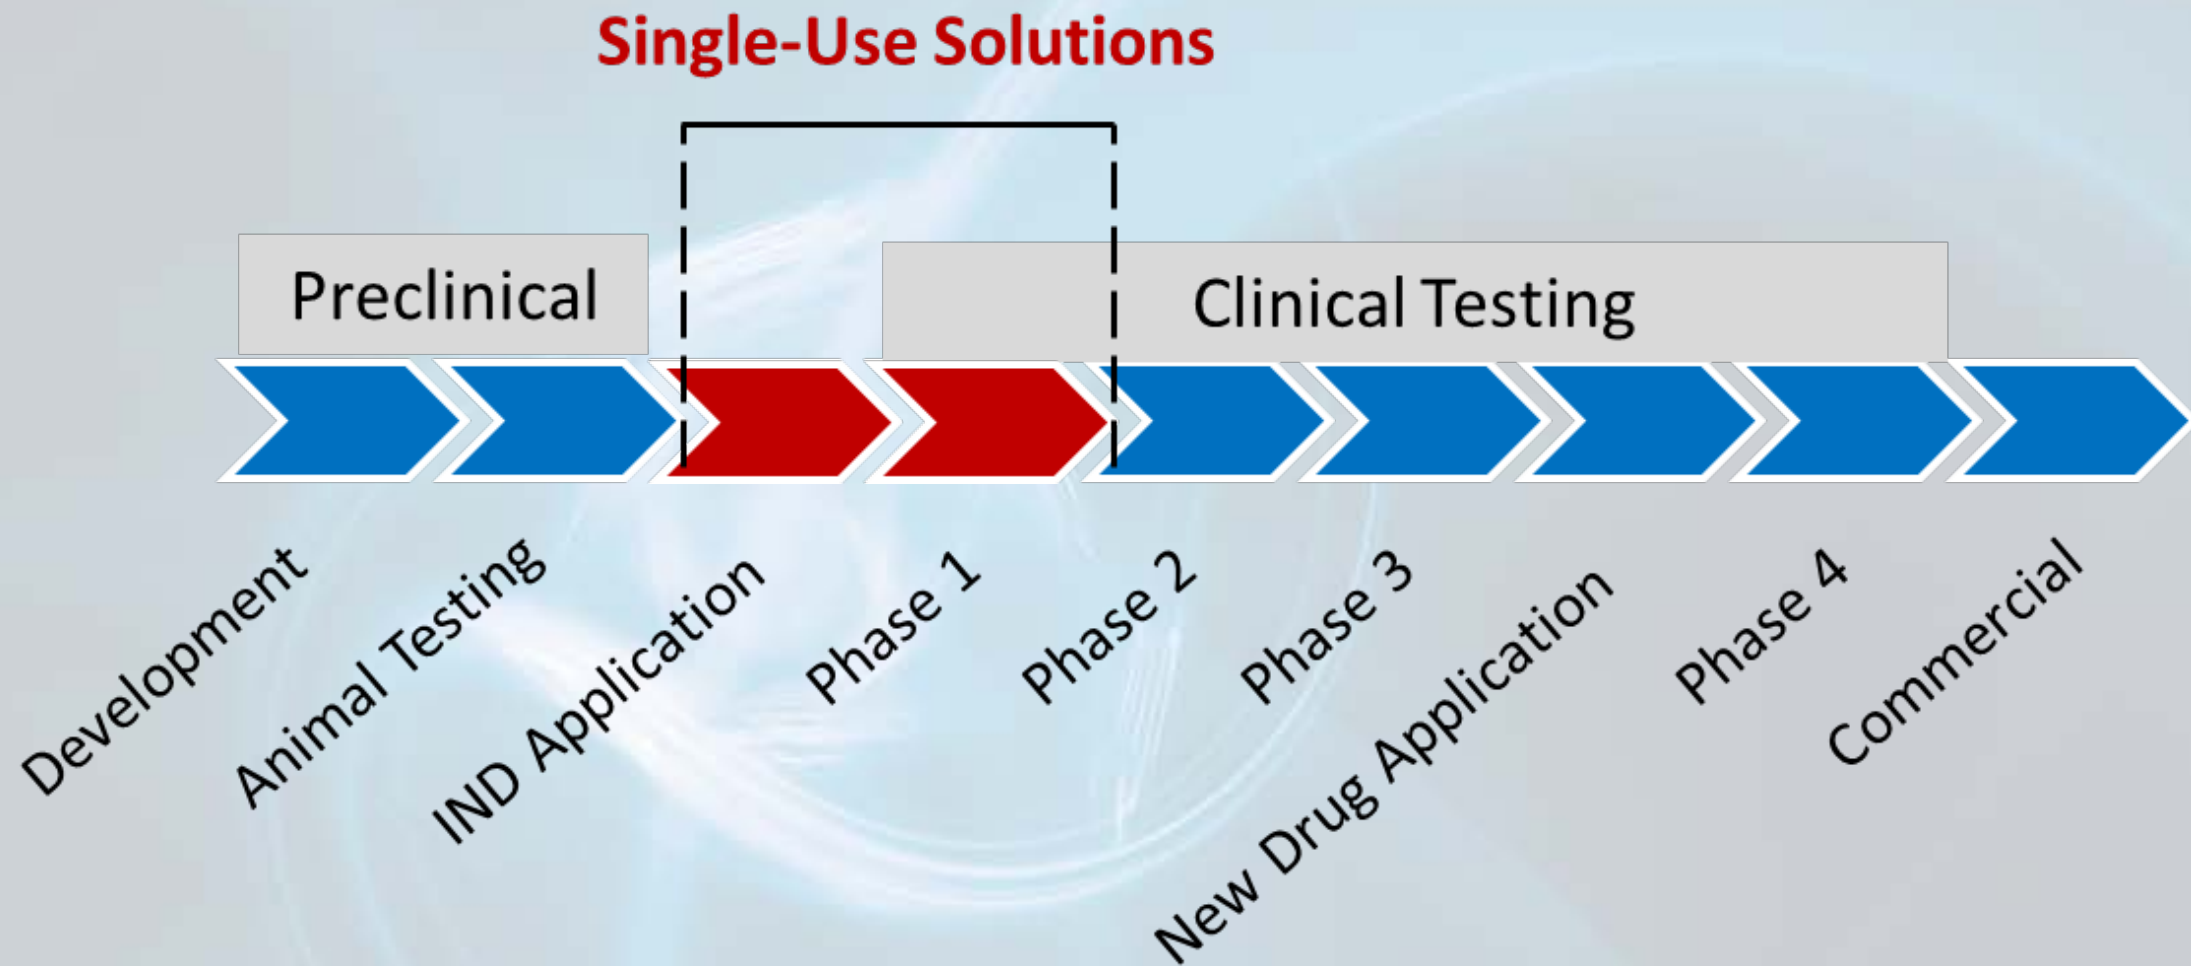 Single-Use Solutions
Preclinical
Clinical Testing
Development
Animal Testing
IND Application
Phase 1
Phase 2
Phase 3
New Drug Application
Phase 4
Commercial